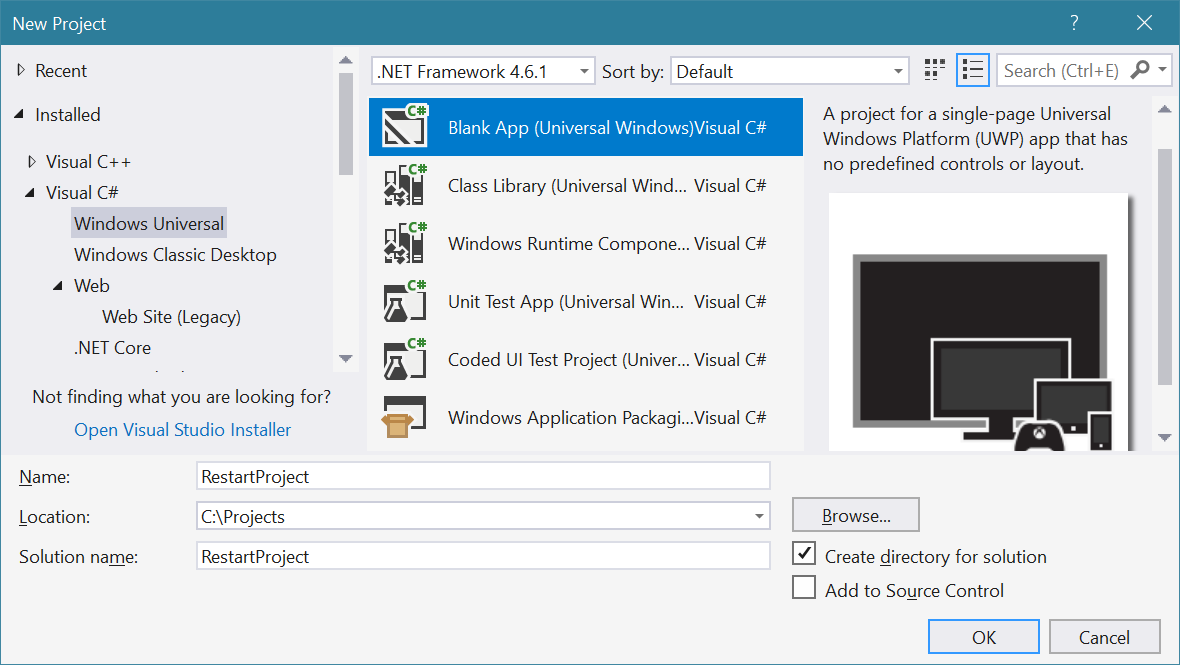 New Project
?
Recent
Installed
Visual C++
Visual C#
Windows Universal
Windows Classic Desktop
Web
Web Site (Legacy)
.NET Core
Not finding what you are looking for?
Open Visual Studio Installer
.NET Framework 4.6.1 Sort by: Default
Search (Ctrl+E)
C#
Blank App (Universal Windows)Visual C#
C#
Class Library (Universal Wind... Visual C#
C#
Windows Runtime Compone... Visual C#
C#
Unit Test App (Universal Win... Visual C#
C#
Coded UI Test Project (Univer... Visual C#
Windows Application Packagi...Visual C#
A project for a single-page Universal
Windows Platform (UWP) app that has
no predefined controls or layout.
Name: RestartProject
Location: C:\Projects
Browse...
Solution name: RestartProject
Create directory for solution
Add to Source Control
OK Cancel